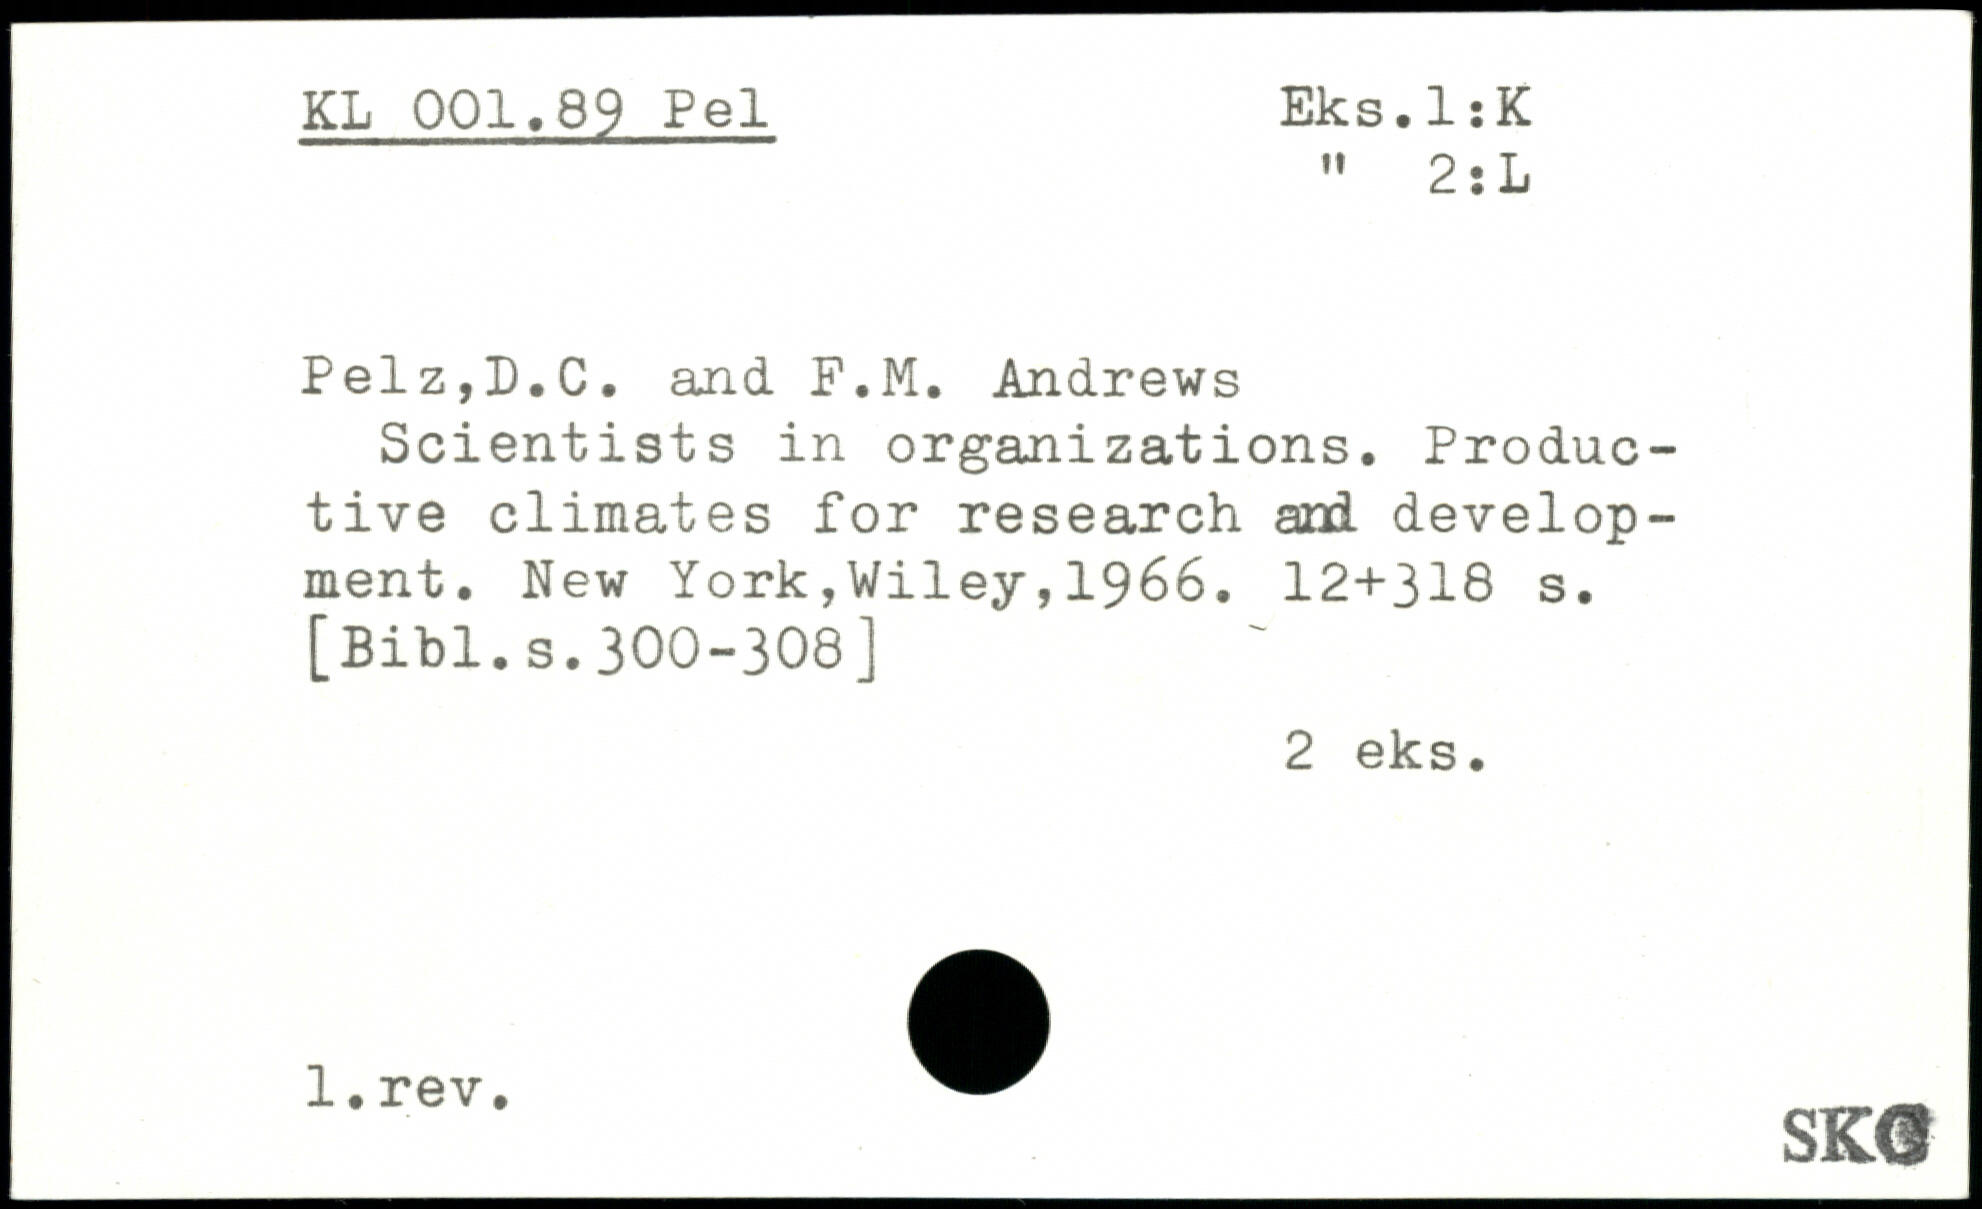 KL 001.89 Pel
Eks.1:K
" 2:L
Pelz,D.C. and F.M. Andrews
Scientists in organizations. Produc-
tive climates for research and develop-
ment. New York,Wiley,1966. 12+318 s.
[Bibl.s.300-308]
2 eks.
1.rev.